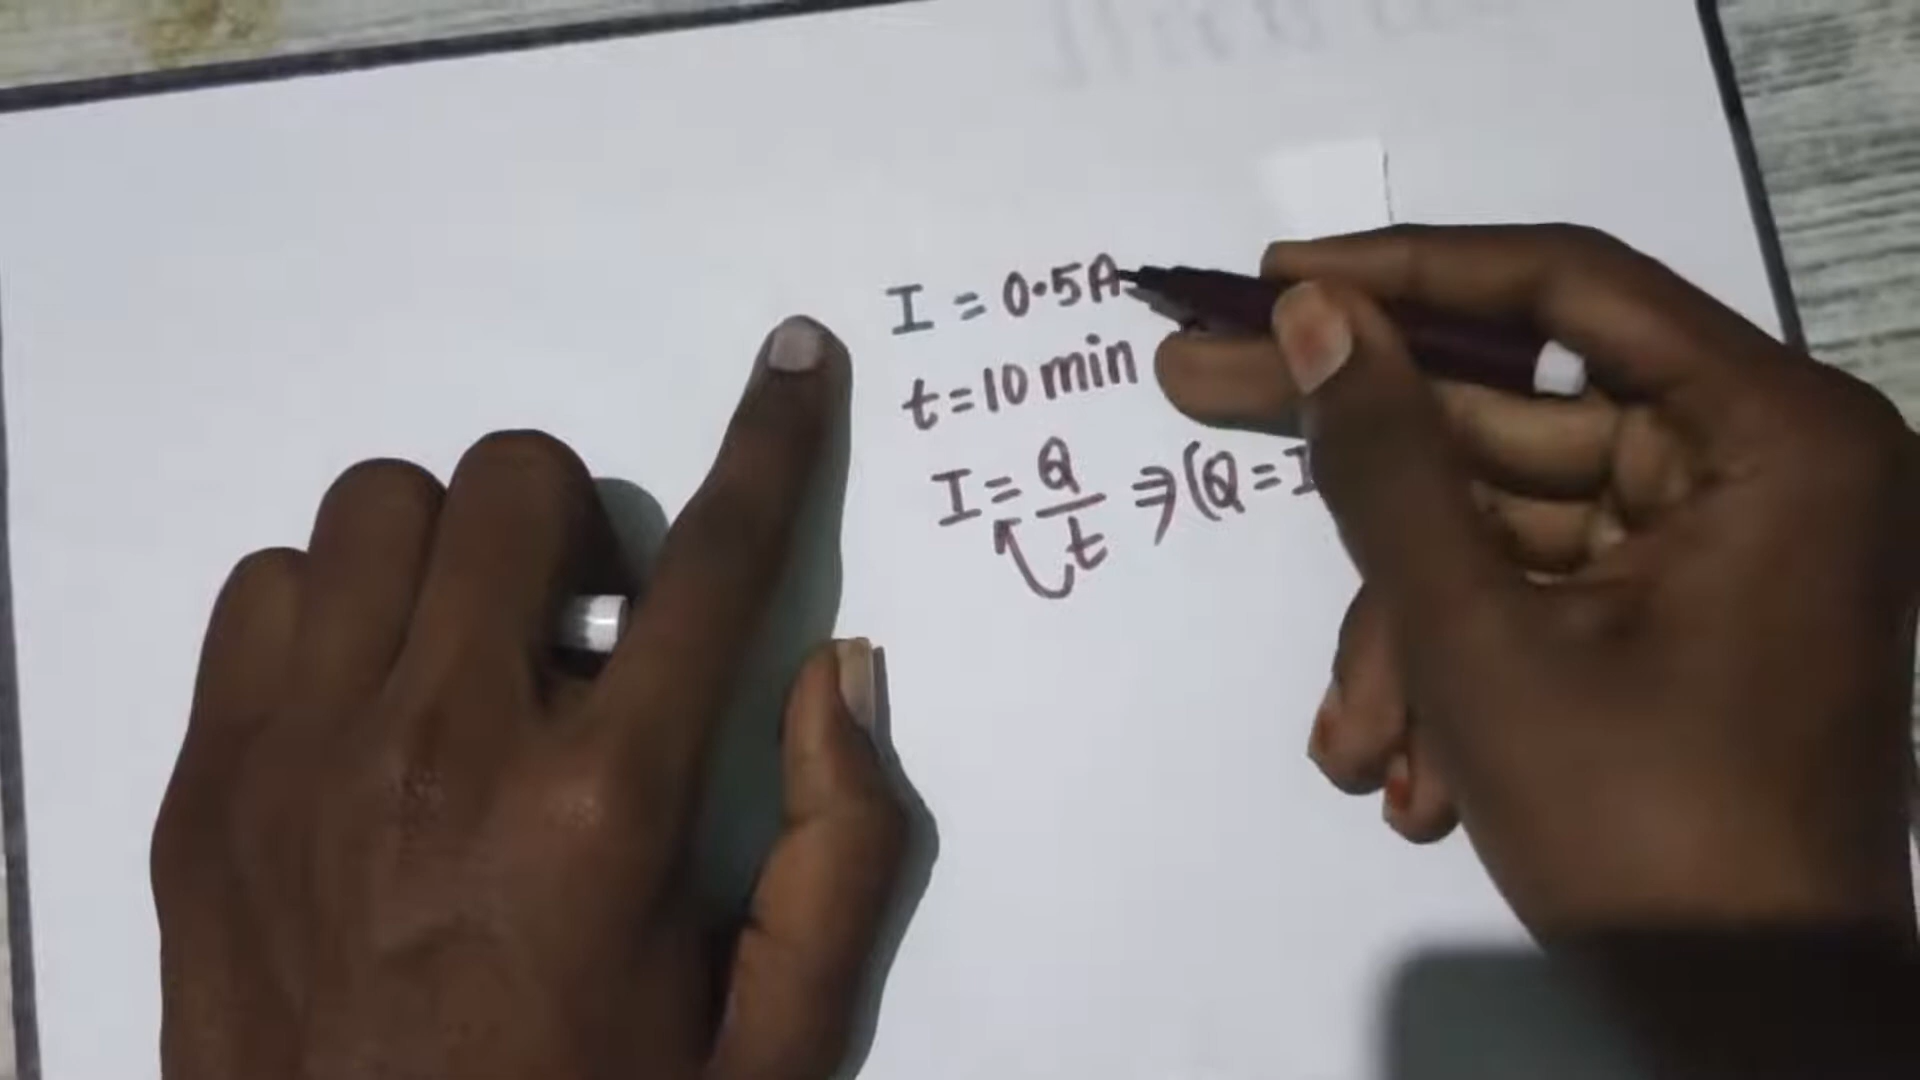 I = 0.5A
t = 10 min
I = Q/t ⇒ (Q = I